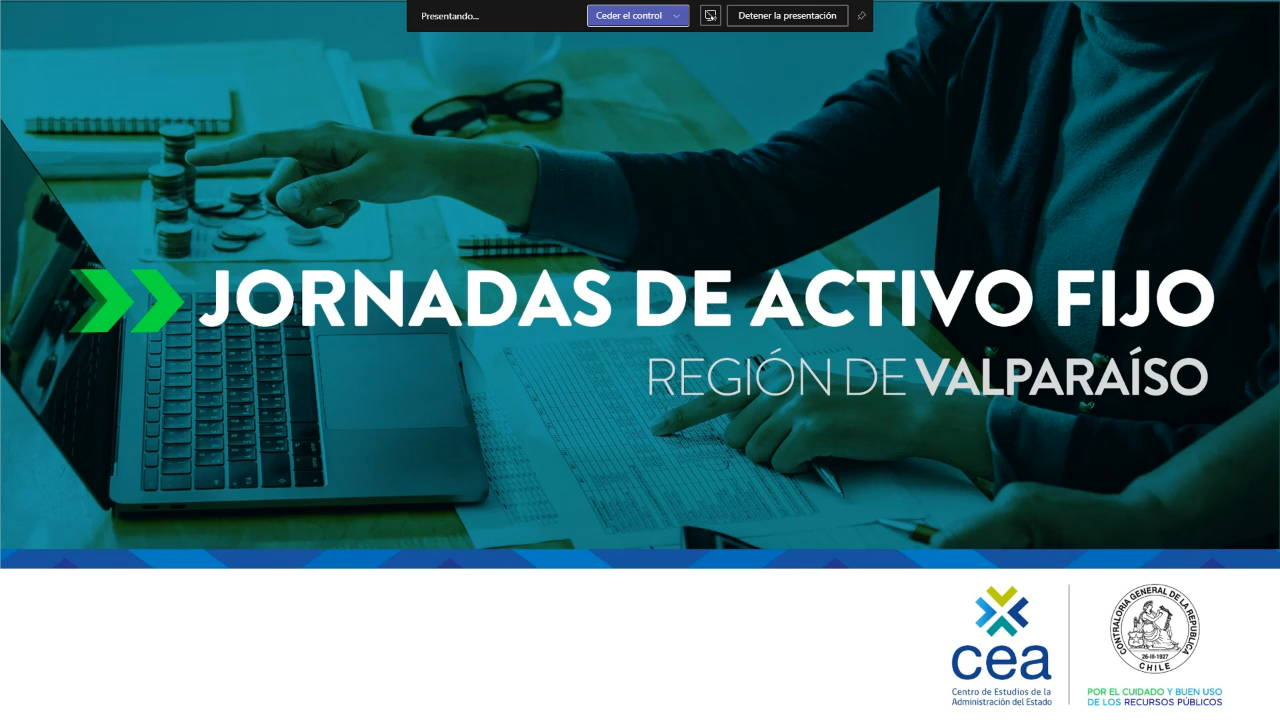 Presentando...
Ceder el control
Detener la presentación
JORNADAS DE ACTIVO FIJO
REGIÓN DE VALPARAÍSO
cea
Centro de Estudios de la
Administración del Estado
CONTRALORIA GENERAL DE LA REPUBLICA
26-III-1927
CHILE
POR EL CUIDADO Y BUEN USO
DE LOS RECURSOS PÚBLICOS